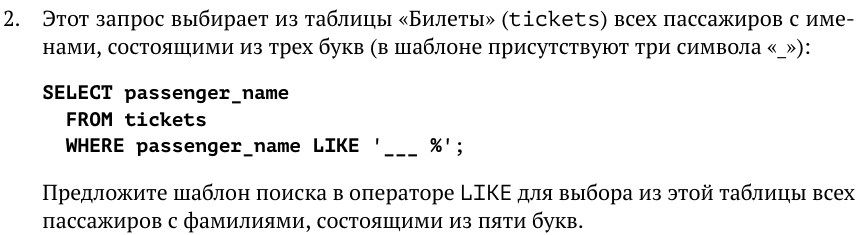 2. Этот запрос выбирает из таблицы «Билеты» (tickets) всех пассажиров с име-
нами, состоящими из трех букв (в шаблоне присутствуют три символа «_»):
SELECT passenger_name
FROM tickets
WHERE passenger_name LIKE '___ %';
Предложите шаблон поиска в операторе LIKE для выбора из этой таблицы всех
пассажиров с фамилиями, состоящими из пяти букв.